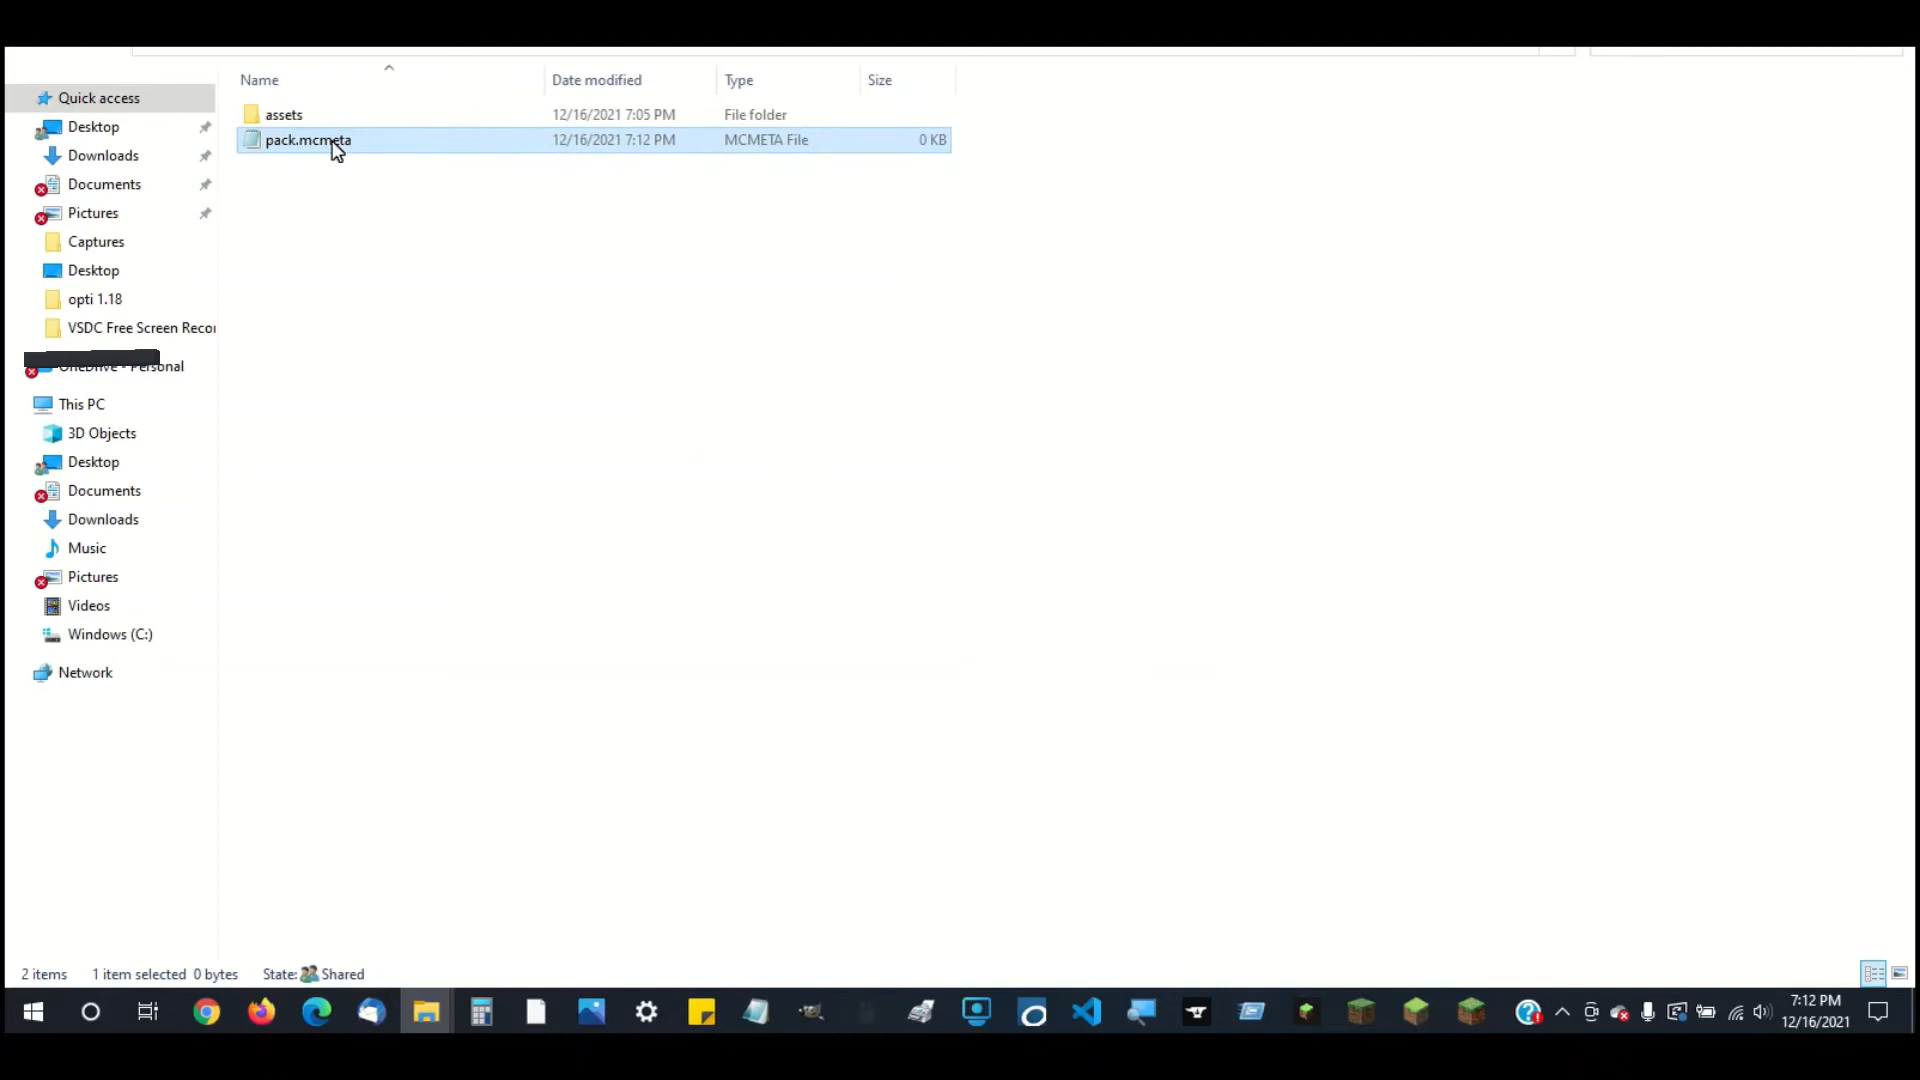 Name Date modified Type Size
Quick access
assets 12/16/2021 7:05 PM File folder
Desktop
pack.mcmeta 12/16/2021 7:12 PM MCMETA File 0 KB
Downloads
Documents
Pictures
Captures
Desktop
opti 1.18
VSDC Free Screen Recor
OneDrive - Personal
This PC
3D Objects
Desktop
Documents
Downloads
Music
Pictures
Videos
Windows (C:)
Network
2 items 1 item selected 0 bytes State: Shared
7:12 PM
12/16/2021